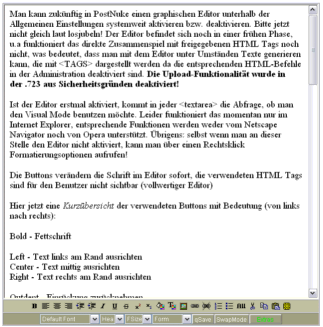 Man kann zukünftig in PostNuke einen graphischen Editor unterhalb der
Allgemeinen Einstellungen systemweit aktivieren bzw. deaktivieren. Bitte jetzt
nicht gleich laut losjubeln! Der Editor befindet sich noch in einer frühen Phase,
u.a funktioniert das direkte Zusammenspiel mit freigegebenen HTML Tags noch
nicht, was bedeutet, dass man mit dem Editor unter Umständen Texte generieren
kann, die mit <TAGS> dargestellt werden da die entsprechenden HTML-Befehle
in der Administration deaktiviert sind. Die Upload-Funktionalität wurde in
der .723 aus Sicherheitsgründen deaktiviert!
Ist der Editor erstmal aktiviert, kommt in jeder <textarea> die Abfrage, ob man
den Visual Mode benutzen möchte. Leider funktioniert das momentan nur im
Internet Explorer, entsprechende Funktionen werden weder vom Netscape
Navigator noch von Opera unterstützt. Übrigens: selbst wenn man an dieser
Stelle den Editor nicht aktiviert, kann man über einen Rechtsklick
Formatierungsoptionen aufrufen!
Die Buttons verändern die Schrift im Editor sofort, die verwendeten HTML Tags
sind für den Benutzer nicht sichtbar (vollwertiger Editor)
Hier jetzt eine Kurzübersicht der verwendeten Buttons mit Bedeutung (von links
nach rechts):
Bold - Fettschrift
Left - Text links am Rand ausrichten
Center - Text mittig ausrichten
Right - Text rechts am Rand ausrichten
Outdent - Einrückung zurücknehmen
Default Font Hea FSize Form qSave SwapMode